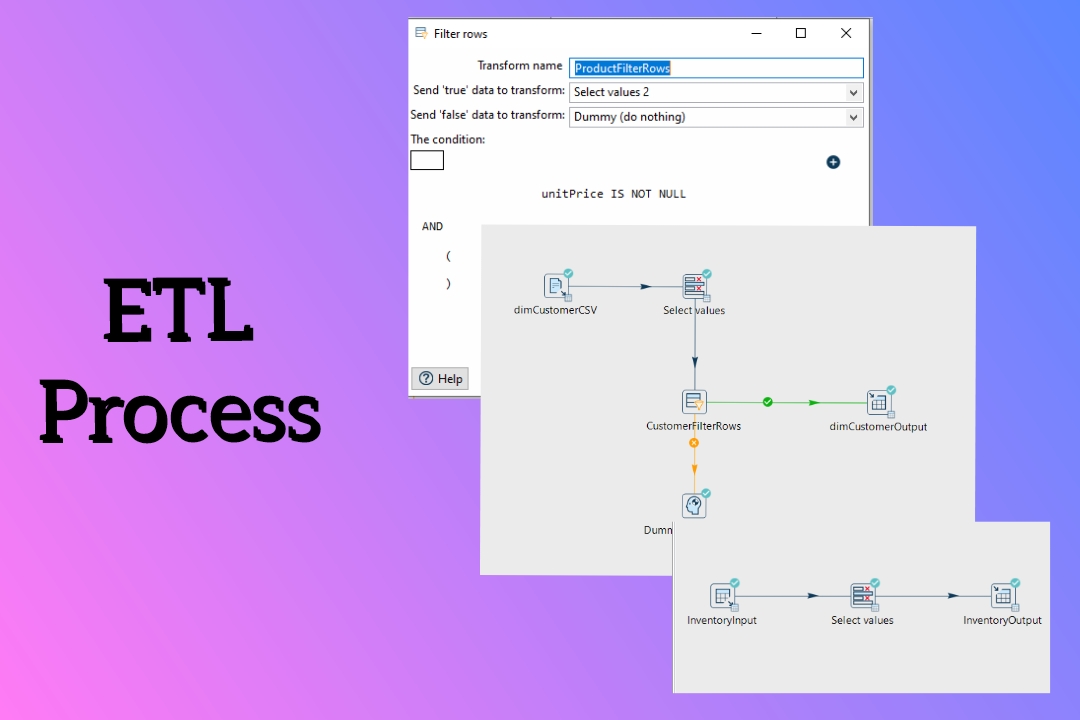 ETL
Process
Filter rows
Transform name ProductFilterRows
Send 'true' data to transform: Select values 2
Send 'false' data to transform: Dummy (do nothing)
The condition:
unitPrice IS NOT NULL
AND
(
)
Help
dimCustomerCSV
Select values
CustomerFilterRows
dimCustomerOutput
InventoryInput
Select values
InventoryOutput